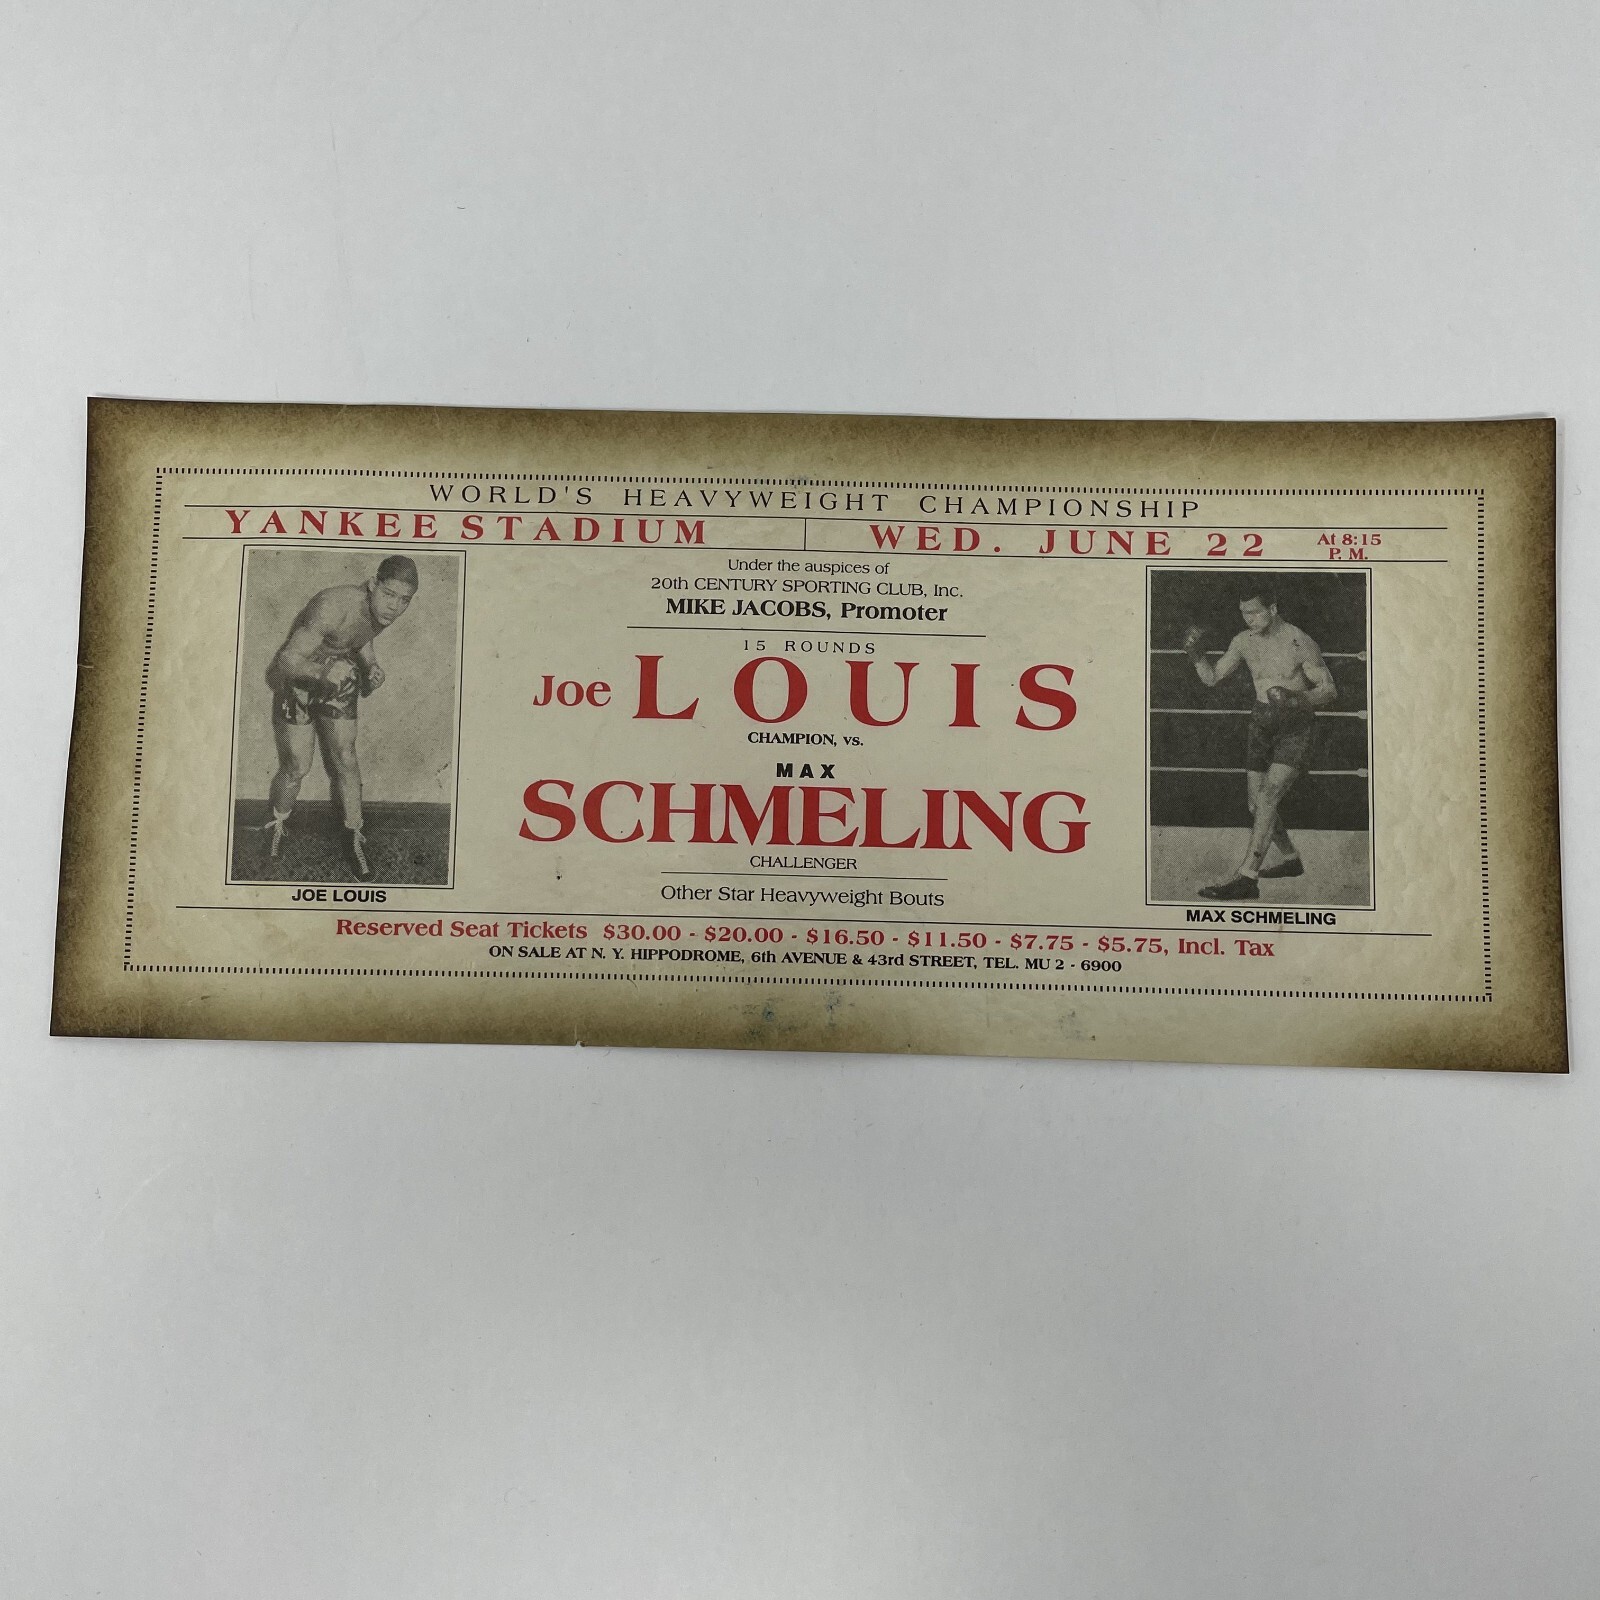 WORLD'S HEAVYWEIGHT CHAMPIONSHIP
YANKEE STADIUM WED. JUNE 22 At 8:15 P. M.
Under the auspices of
20th CENTURY SPORTING CLUB, Inc.
MIKE JACOBS, Promoter
15 ROUNDS
Joe LOUIS
CHAMPION, vs.
MAX
SCHMELING
CHALLENGER
Other Star Heavyweight Bouts
JOE LOUIS
MAX SCHMELING
Reserved Seat Tickets $30.00 - $20.00 - $16.50 - $11.50 - $7.75 - $5.75, Incl. Tax
ON SALE AT N. Y. HIPPODROME, 6th AVENUE & 43rd STREET, TEL. MU 2 - 6900